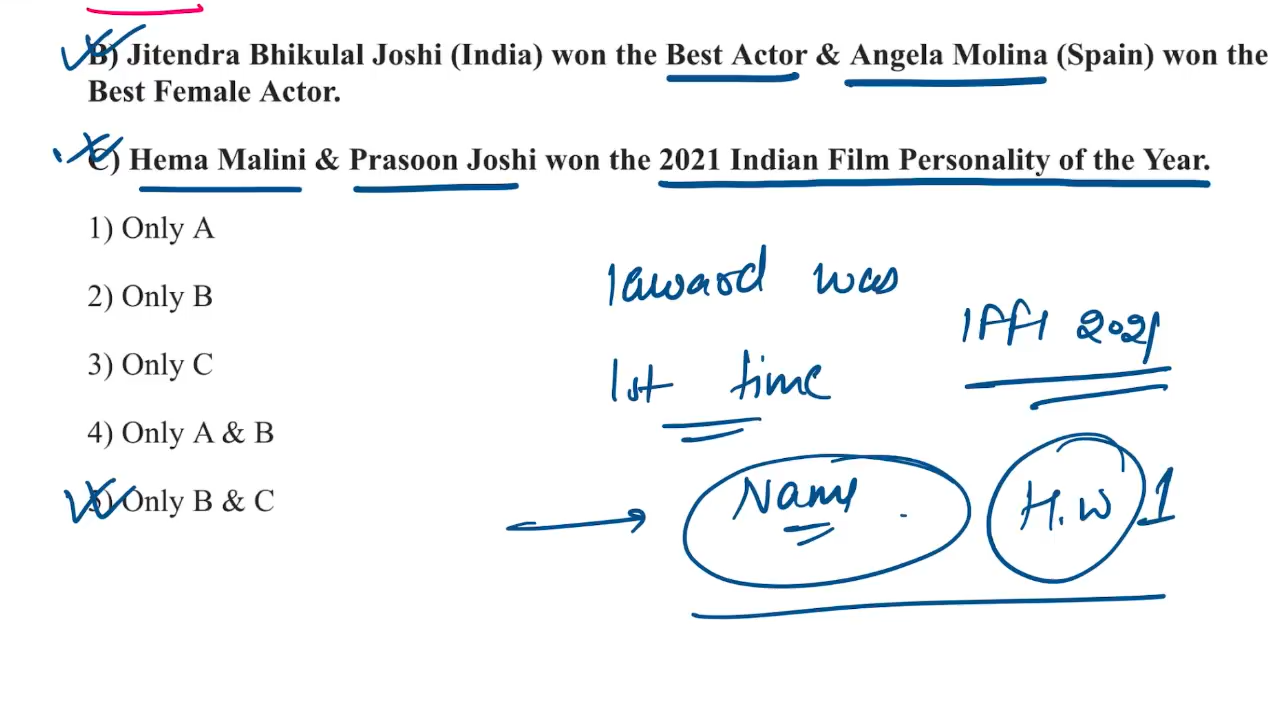 B) Jitendra Bhikulal Joshi (India) won the Best Actor & Angela Molina (Spain) won the
Best Female Actor.
C) Hema Malini & Prasoon Joshi won the 2021 Indian Film Personality of the Year.
1) Only A
2) Only B
3) Only C
4) Only A & B
5) Only B & C
1 award was
1st time
IFFI 2021
Name
H.W 1